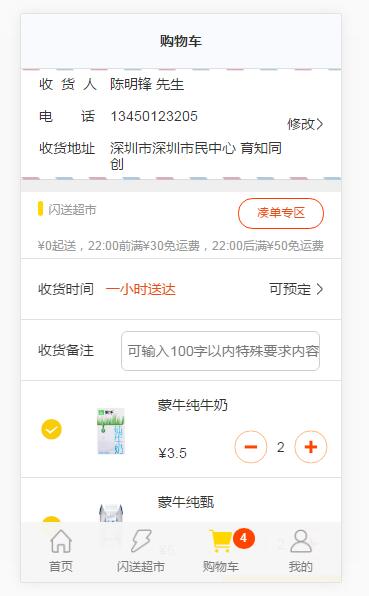 购物车
收 货 人 陈明锋 先生
电 话 13450123205
修改
收货地址 深圳市深圳市民中心 育知同
创
闪送超市 凑单专区
¥0起送，22:00前满¥30免运费，22:00后满¥50免运费
收货时间 一小时送达 可预定
收货备注 可输入100字以内特殊要求内容
蒙牛纯牛奶
¥3.5 2
蒙牛纯甄
4
首页 闪送超市 购物车 我的